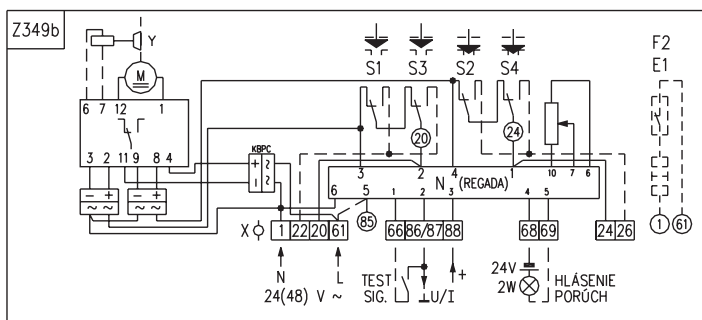 Z349b
Y
M
6 7 12 1
3 2 11 9 8 4
− +
~ ~
− +
~ ~
KBPC
+ ~
− ~
S1 S3 S2 S4
20
24
F2
E1
3 2 4 1 10 7 6
N (REGADA)
6 5 1 2 3 4 5
85
X 1 22 20 61 66 86/87 88 68 69 24 26
1 61
N L
24(48) V ~
TEST
SIG.
U/I
+
24V
2W
HLÁSENIE
PORÚCH